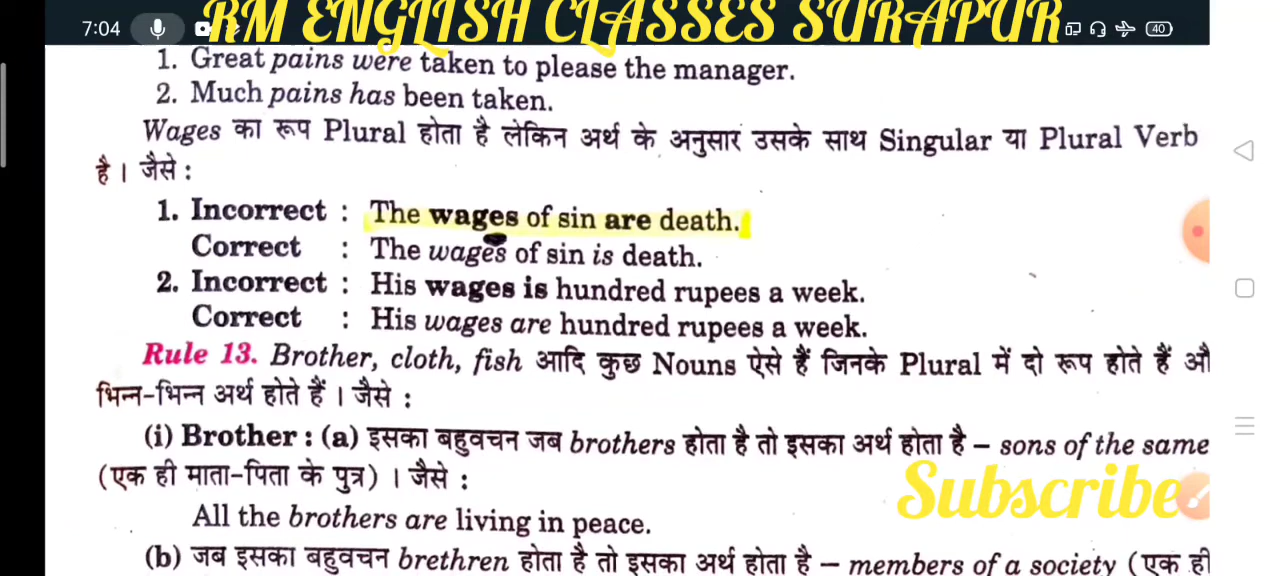 RM ENGLISH CLASSES SURAPUR
7:04 40
1. Great pains were taken to please the manager.
2. Much pains has been taken.
Wages का रूप Plural होता है लेकिन अर्थ के अनुसार उसके साथ Singular या Plural Verb
है। जैसे :
1. Incorrect : The wages of sin are death.
Correct : The wages of sin is death.
2. Incorrect : His wages is hundred rupees a week.
Correct : His wages are hundred rupees a week.
Rule 13. Brother, cloth, fish आदि कुछ Nouns ऐसे हैं जिनके Plural में दो रूप होते हैं औ
भिन्न-भिन्न अर्थ होते हैं। जैसे :
(i) Brother : (a) इसका बहुवचन जब brothers होता है तो इसका अर्थ होता है – sons of the same
(एक ही माता-पिता के पुत्र) । जैसे :
Subscribe
All the brothers are living in peace.
(b) जब इसका बहुवचन brethren होता है तो इसका अर्थ होता है – members of a society (एक ही